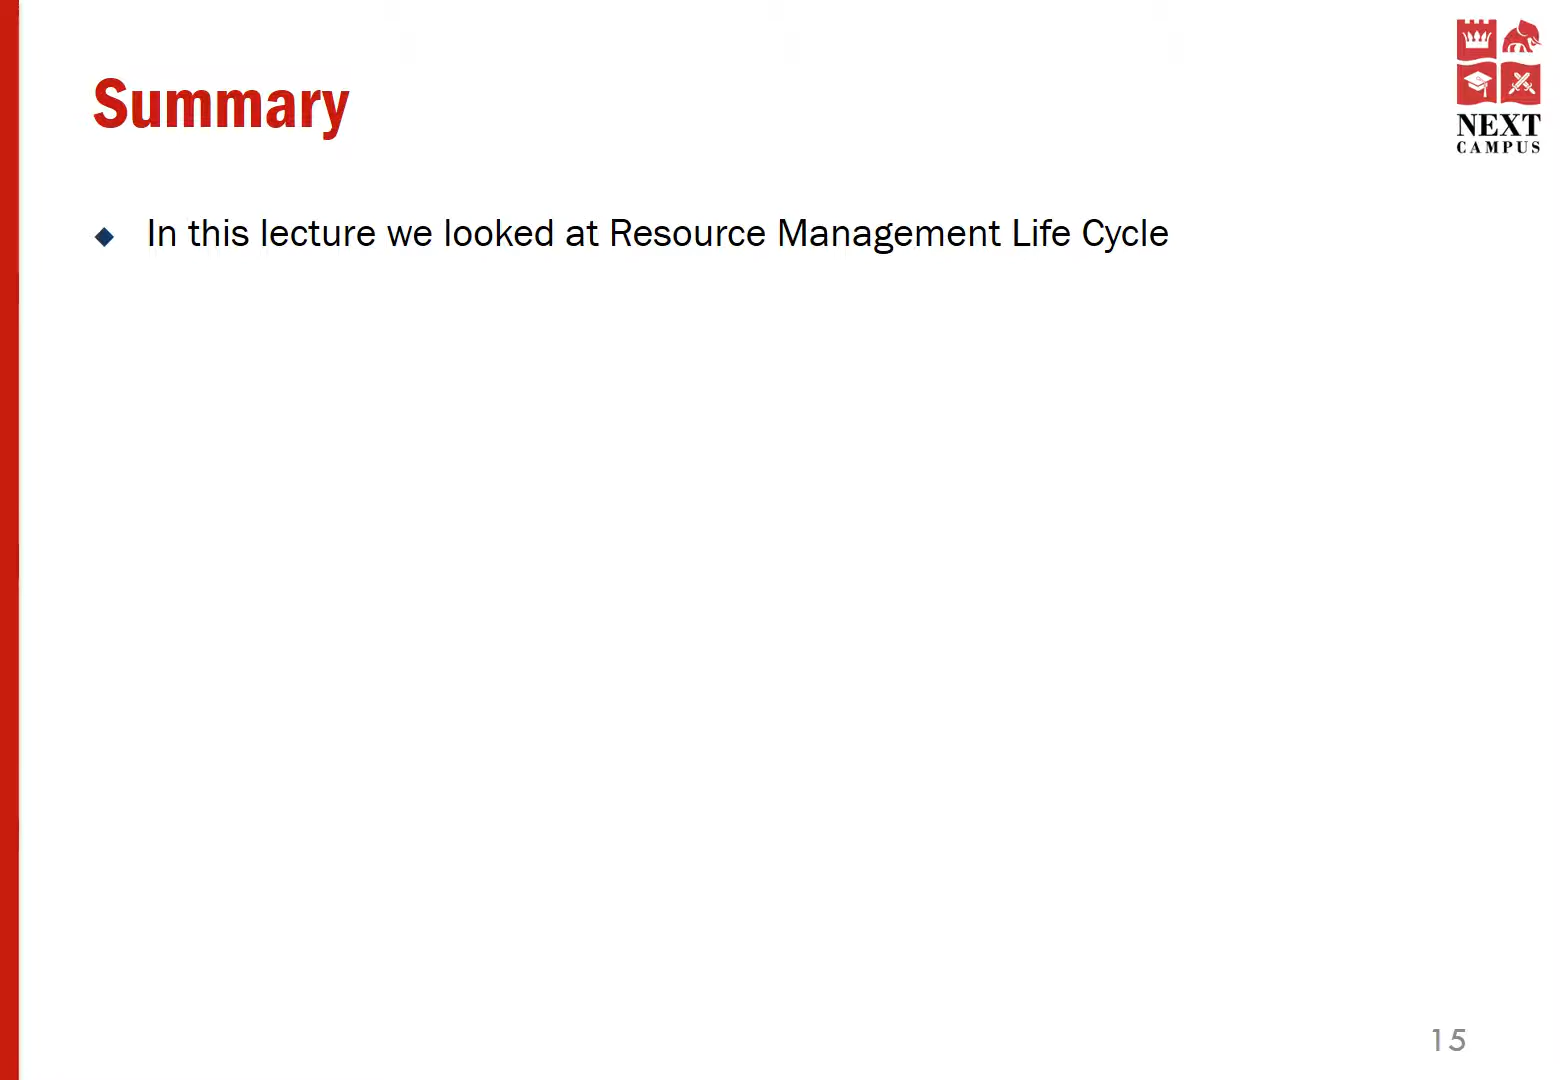 Summary
NEXT
CAMPUS
In this lecture we looked at Resource Management Life Cycle
15